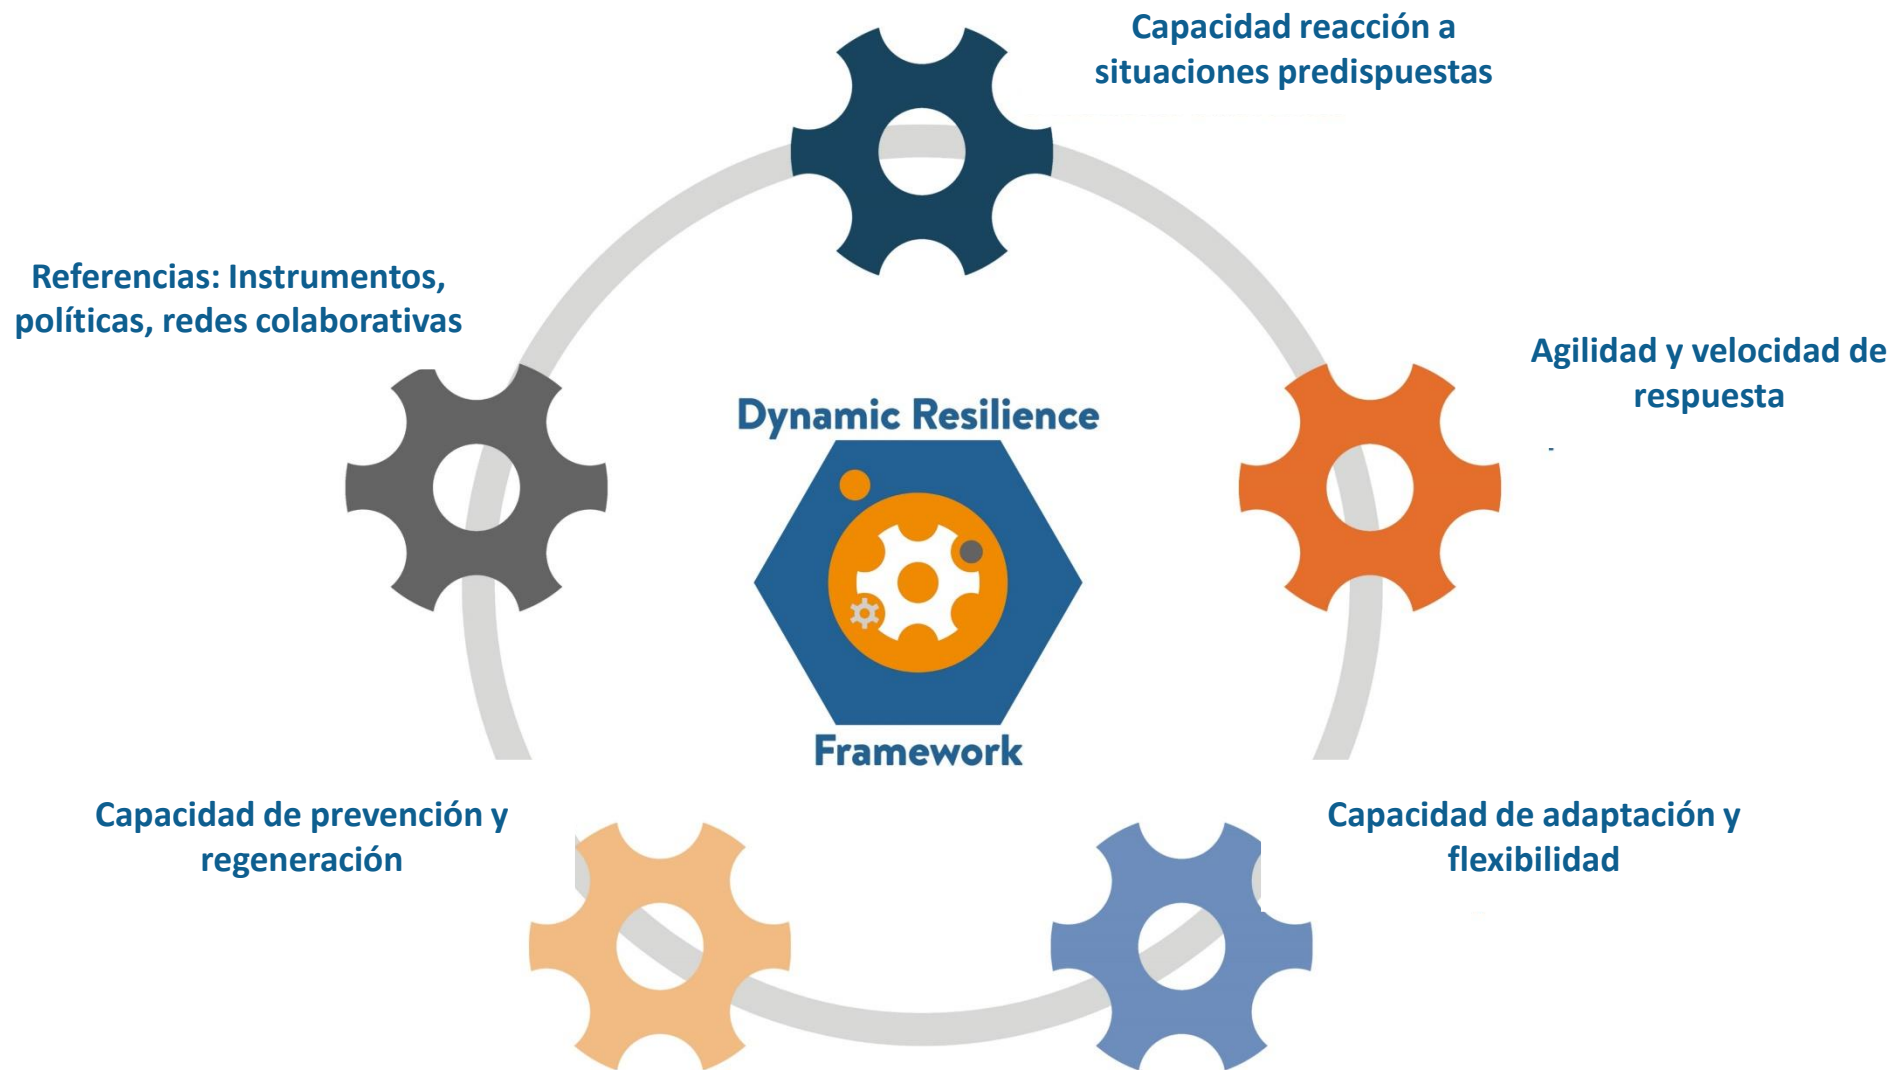 Capacidad reacción a
situaciones predispuestas
Referencias: Instrumentos,
políticas, redes colaborativas
Agilidad y velocidad de
respuesta
Dynamic Resilience
Framework
Capacidad de prevención y
regeneración
Capacidad de adaptación y
flexibilidad